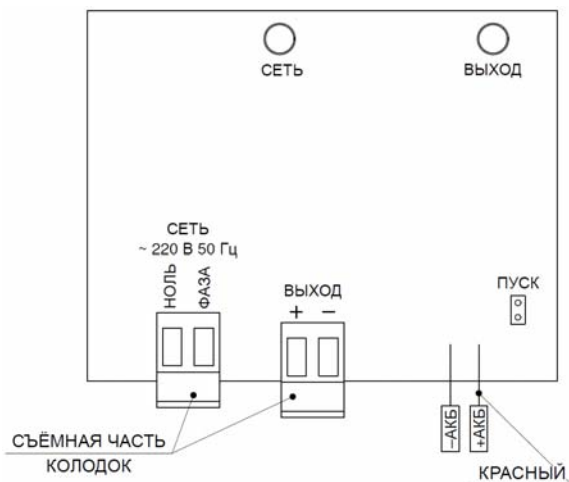 СЕТЬ
ВЫХОД
СЕТЬ
~ 220 В 50 Гц
НОЛЬ
ФАЗА
ВЫХОД
+ −
ПУСК
−АКБ
+АКБ
СЪЁМНАЯ ЧАСТЬ
КОЛОДОК
КРАСНЫЙ